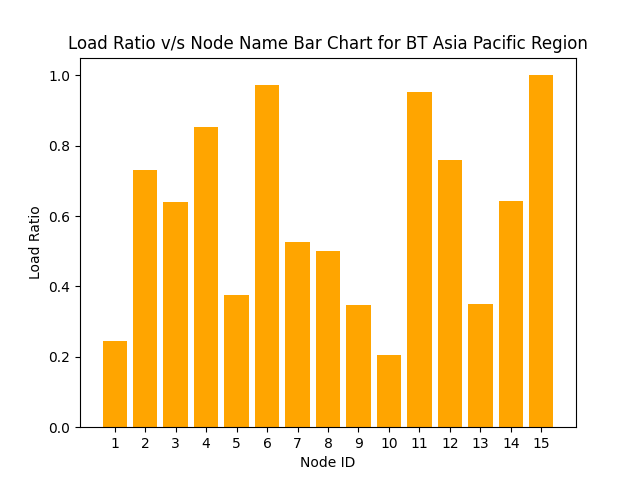 Load Ratio v/s Node Name Bar Chart for BT Asia Pacific Region
1.0
0.8
0.6
0.4
0.2
0.0
Load Ratio
1 2 3 4 5 6 7 8 9 10 11 12 13 14 15
Node ID